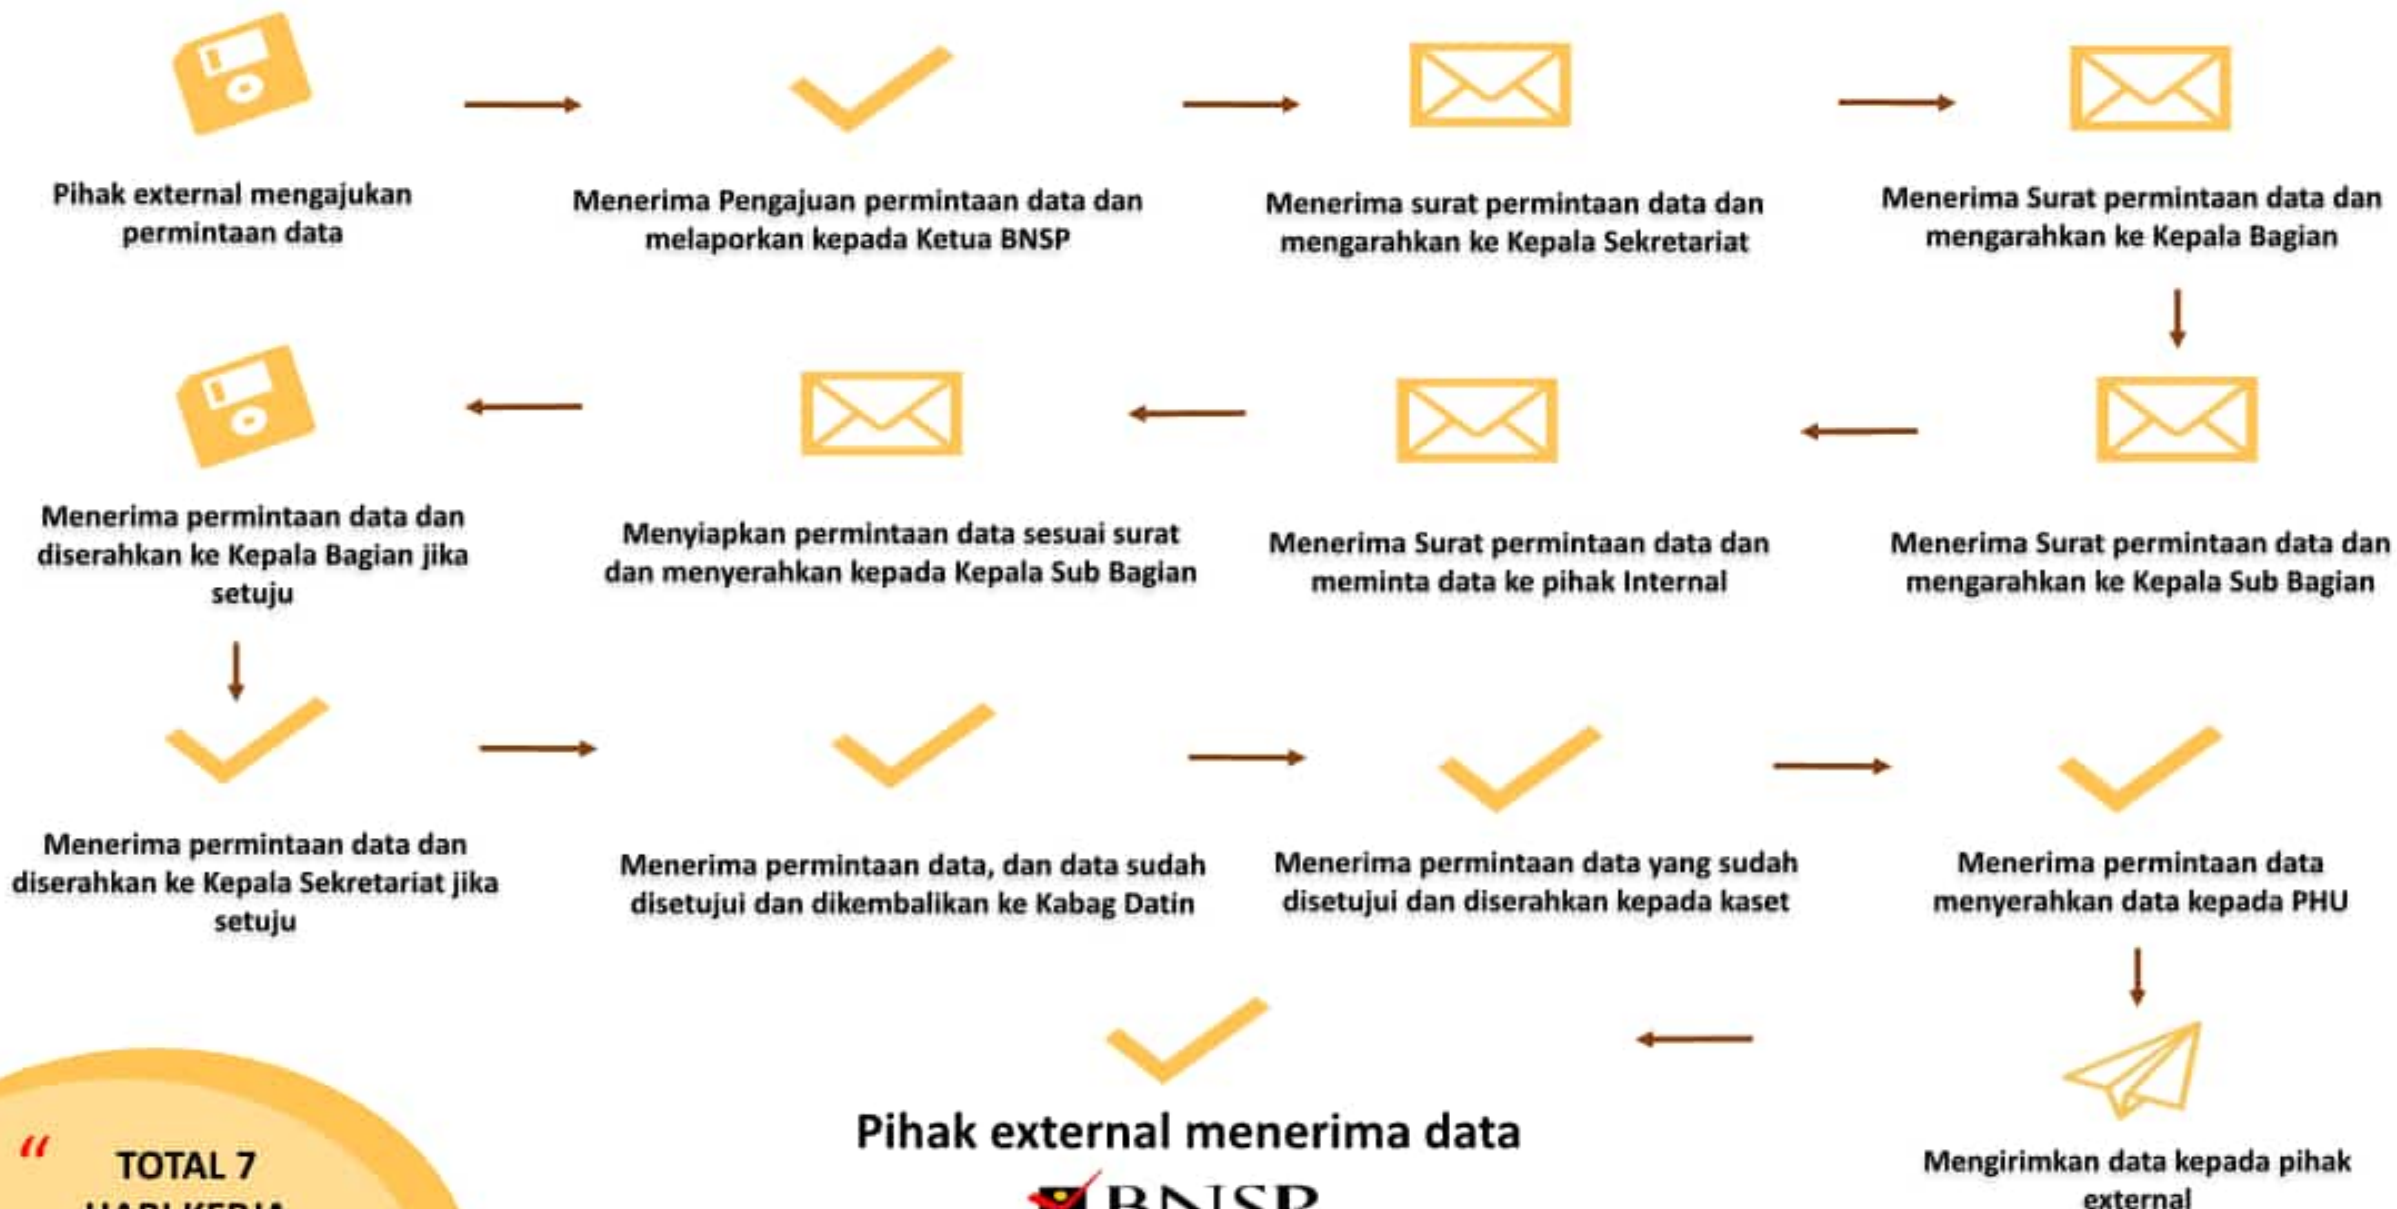 Pihak external mengajukan
permintaan data
Menerima Pengajuan permintaan data dan
melaporkan kepada Ketua BNSP
Menerima surat permintaan data dan
mengarahkan ke Kepala Sekretariat
Menerima Surat permintaan data dan
mengarahkan ke Kepala Bagian
Menerima Surat permintaan data dan
mengarahkan ke Kepala Sub Bagian
Menerima Surat permintaan data dan
meminta data ke pihak Internal
Menyiapkan permintaan data sesuai surat
dan menyerahkan kepada Kepala Sub Bagian
Menerima permintaan data dan
diserahkan ke Kepala Bagian jika
setuju
Menerima permintaan data dan
diserahkan ke Kepala Sekretariat jika
setuju
Menerima permintaan data, dan data sudah
disetujui dan dikembalikan ke Kabag Datin
Menerima permintaan data yang sudah
disetujui dan diserahkan kepada kaset
Menerima permintaan data
menyerahkan data kepada PHU
Mengirimkan data kepada pihak
external
Pihak external menerima data
BNSP
“ TOTAL 7
HARI KERJA